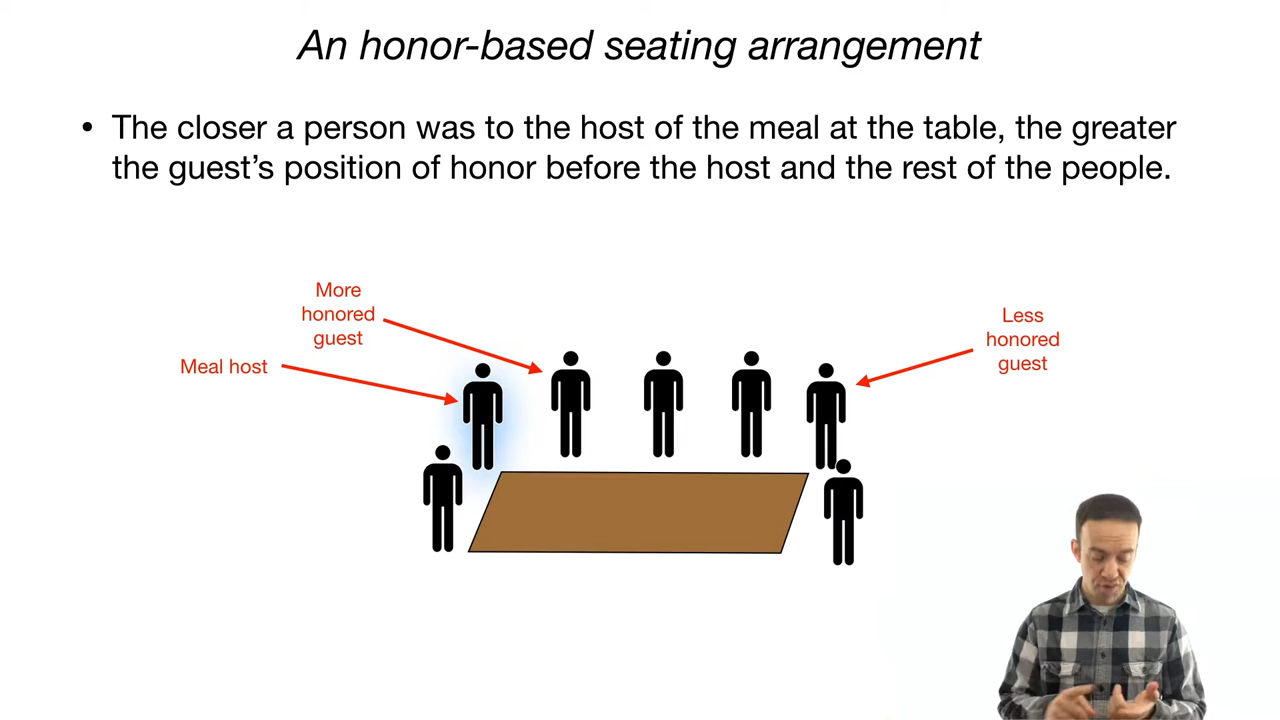 An honor-based seating arrangement
• The closer a person was to the host of the meal at the table, the greater
the guest’s position of honor before the host and the rest of the people.
More
honored
guest
Meal host
Less
honored
guest